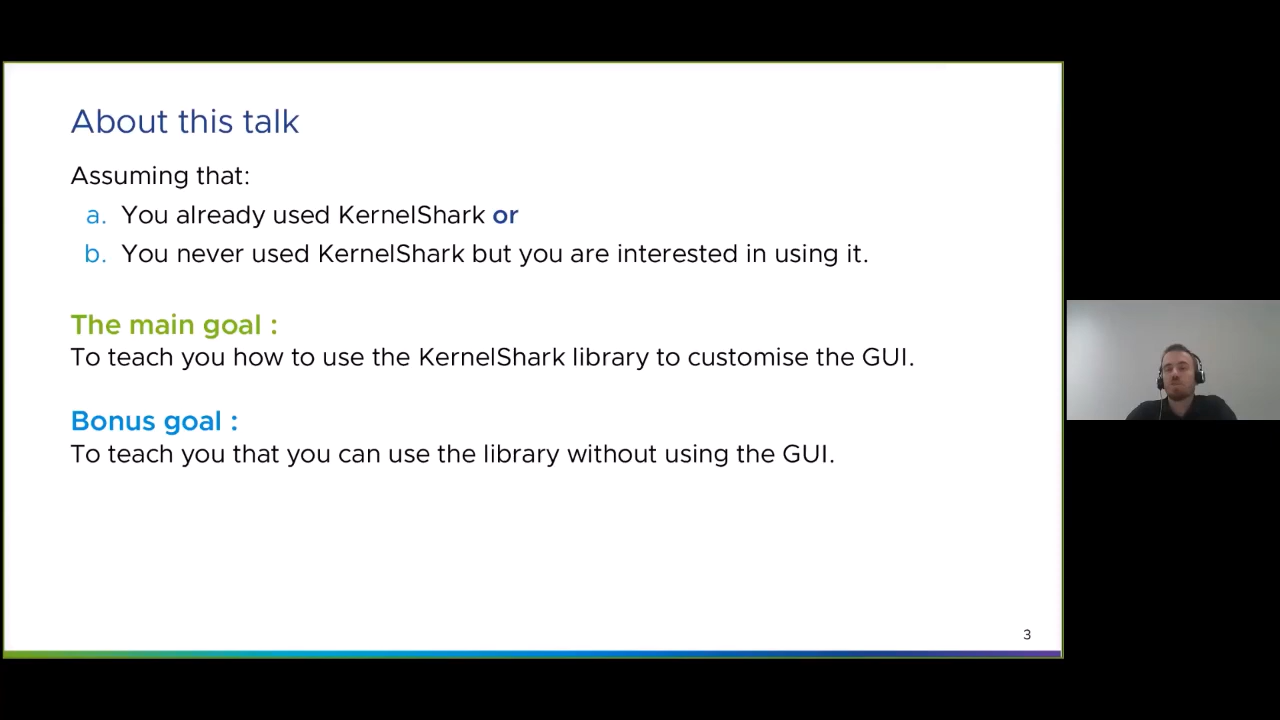 About this talk
Assuming that:
a. You already used KernelShark or
b. You never used KernelShark but you are interested in using it.
The main goal :
To teach you how to use the KernelShark library to customise the GUI.
Bonus goal :
To teach you that you can use the library without using the GUI.
3